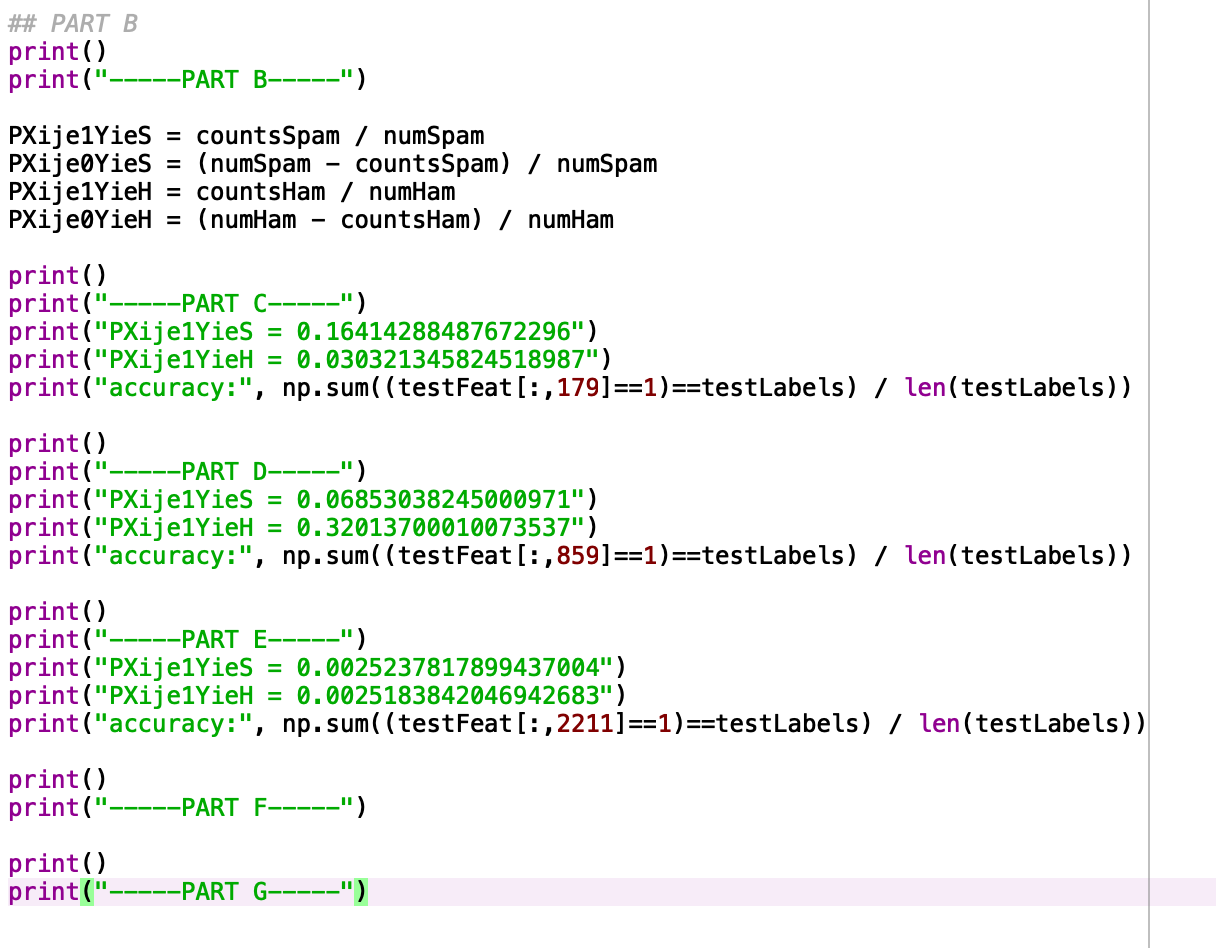 ## PART B
print()
print("-----PART B-----")
PXije1YieS = countsSpam / numSpam
PXije0YieS = (numSpam - countsSpam) / numSpam
PXije1YieH = countsHam / numHam
PXije0YieH = (numHam - countsHam) / numHam
print()
print("-----PART C-----")
print("PXije1YieS = 0.16414288487672296")
print("PXije1YieH = 0.030321345824518987")
print("accuracy:", np.sum((testFeat[:,179]==1)==testLabels) / len(testLabels))
print()
print("-----PART D-----")
print("PXije1YieS = 0.06853038245000971")
print("PXije1YieH = 0.32013700010073537")
print("accuracy:", np.sum((testFeat[:,859]==1)==testLabels) / len(testLabels))
print()
print("-----PART E-----")
print("PXije1YieS = 0.0025237817899437004")
print("PXije1YieH = 0.0025183842046942683")
print("accuracy:", np.sum((testFeat[:,2211]==1)==testLabels) / len(testLabels))
print()
print("-----PART F-----")
print()
print("-----PART G-----")